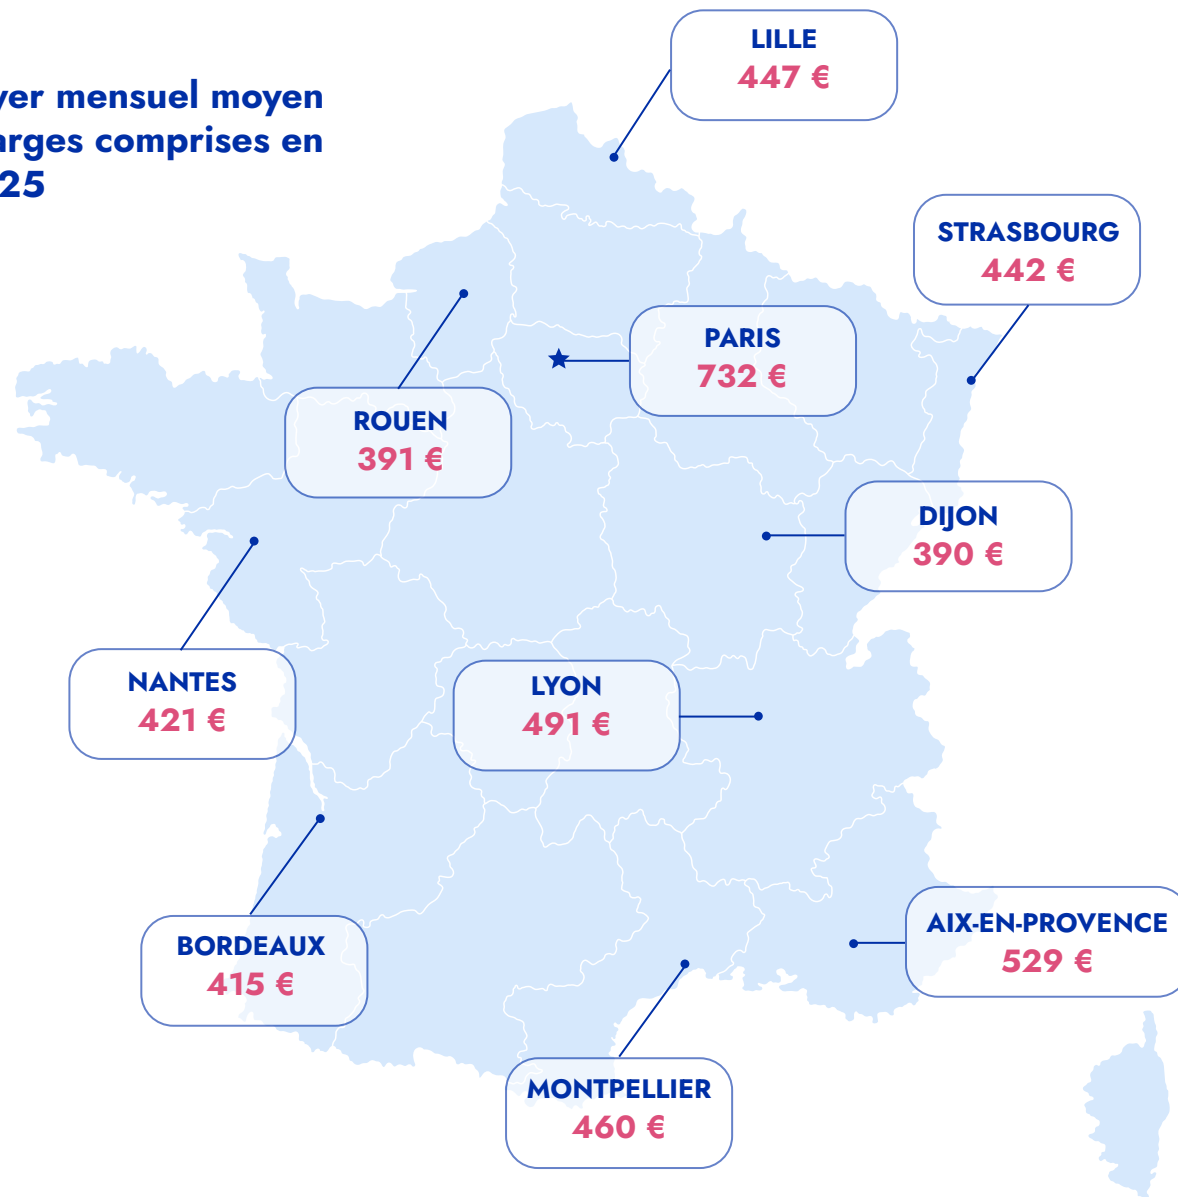 yer mensuel moyen
arges comprises en
25
LILLE
447 €
STRASBOURG
442 €
PARIS
732 €
ROUEN
391 €
DIJON
390 €
NANTES
421 €
LYON
491 €
BORDEAUX
415 €
AIX-EN-PROVENCE
529 €
MONTPELLIER
460 €